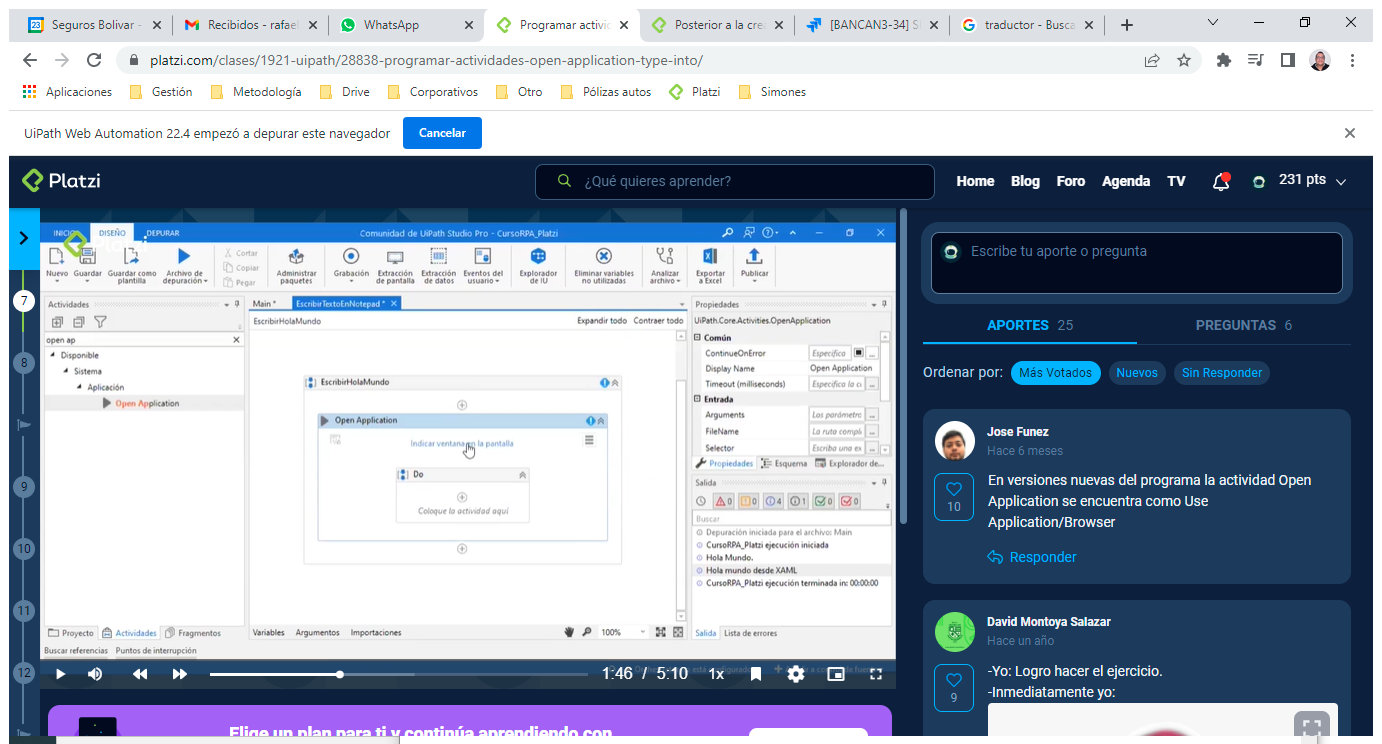 Seguros Bolivar -
Recibidos - rafae
WhatsApp
Programar activid
Posterior a la crea
[BANCAN3-34] S
traductor - Busca
platzi.com/clases/1921-uipath/28838-programar-actividades-open-application-type-into/
Aplicaciones Gestión Metodología Drive Corporativos Otro Pólizas autos Platzi Simones
UiPath Web Automation 22.4 empezó a depurar este navegador Cancelar
Platzi
¿Qué quieres aprender?
Home Blog Foro Agenda TV 231 pts
7
8
9
10
11
12
INICIO DISEÑO DEPURAR
Comunidad de UiPath Studio Pro - CursoRPA_Platzi
Platzi
Nuevo
Guardar
Guardar como plantilla
Archivo de depuración
Cortar
Copiar
Pegar
Administrar paquetes
Grabación
Extracción de pantalla
Extracción de datos
Eventos del usuario
Explorador de IU
Eliminar variables no utilizadas
Analizar archivo
Exportar a Excel
Publicar
Actividades
open ap
Disponible
Sistema
Aplicación
Open Application
Main *
EscribirTextoEnNotepad *
EscribirHolaMundo
Expandir todo Contraer todo
EscribirHolaMundo
Open Application
Indicar ventana en la pantalla
Do
Coloque la actividad aquí
Propiedades
UiPath.Core.Activities.OpenApplication
Común
ContinueOnError Especifica ...
Display Name Open Application
Timeout (milliseconds) Especifica la ...
Entrada
Arguments Los parámetro ...
FileName La ruta compl ...
Selector Escriba una ex ...
Propiedades Esquema Explorador de...
Salida
0 0 4 1 0 0
Buscar
Depuración iniciada para el archivo: Main
CursoRPA_Platzi ejecución iniciada
Hola Mundo.
Hola mundo desde XAML
CursoRPA_Platzi ejecución terminada in: 00:00:00
Proyecto Actividades Fragmentos
Variables Argumentos Importaciones
100%
Salida Lista de errores
Buscar referencias Puntos de interrupción
1:46 / 5:10 1x
Elige un plan para ti y continúa aprendiendo con
Escribe tu aporte o pregunta
APORTES 25
PREGUNTAS 6
Ordenar por: Más Votados Nuevos Sin Responder
Jose Funez
Hace 6 meses
10
En versiones nuevas del programa la actividad Open
Application se encuentra como Use
Application/Browser
Responder
David Montoya Salazar
Hace un año
9
-Yo: Logro hacer el ejercicio.
-Inmediatamente yo: